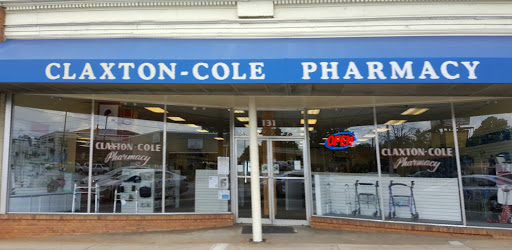 CLAXTON-COLE PHARMACY
131
OPEN
CLAXTON-COLE
Pharmacy
CLAXTON-COLE
Pharmacy